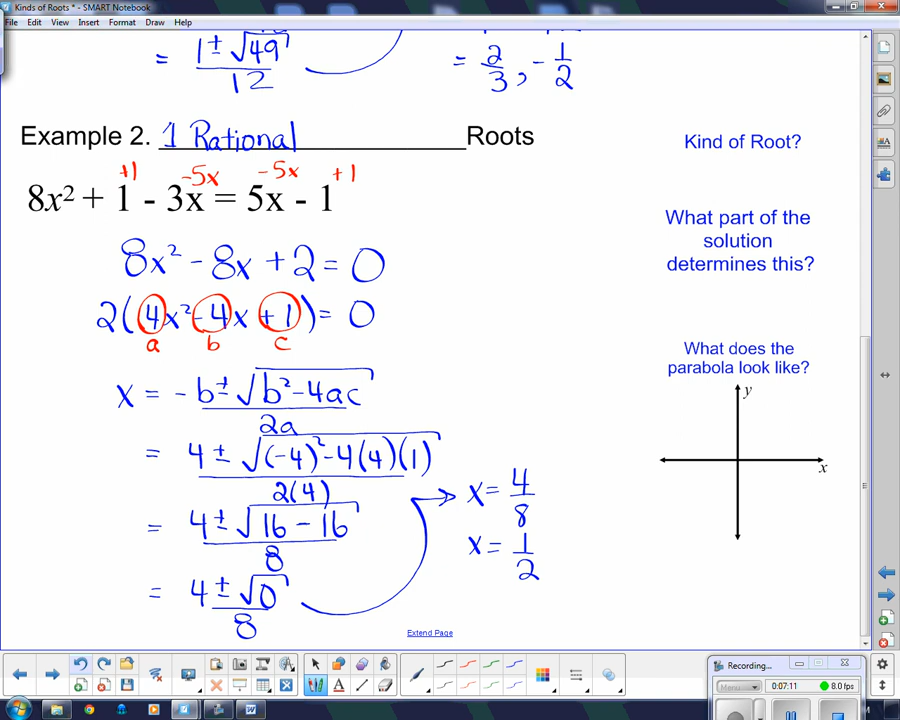 Kinds of Roots * - SMART Notebook
File Edit View Insert Format Draw Help
= 1 ± √49 / 12
= 2/3, -1/2
Example 2. 1 Rational Roots
+1 -5x -5x +1
8x² + 1 - 3x = 5x - 1
8x² - 8x + 2 = 0
2(4x² - 4x + 1) = 0
a b c
x = -b ± √b² - 4ac / 2a
= 4 ± √(-4)² - 4(4)(1) / 2(4)
= 4 ± √16 - 16 / 8
= 4 ± √0 / 8
x = 4/8
x = 1/2
Kind of Root?
What part of the
solution
determines this?
What does the
parabola look like?
y
x
Extend Page
Recording...
Menu
0:07:11
8.0 fps